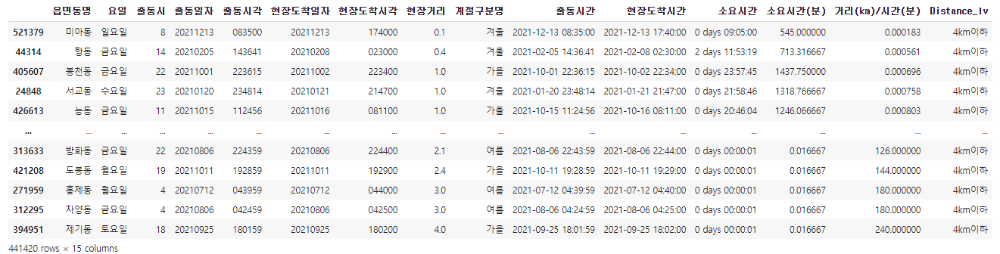 읍면동명 요일 출동시 출동일자 출동시각 현장도착일자 현장도착시각 현장거리 계절구분명 출동시간 현장도착시간 소요시간 소요시간(분) 거리(km)/시간(분) Distance_lv
521379 미아동 일요일 8 20211213 083500 20211213 174000 0.1 겨울 2021-12-13 08:35:00 2021-12-13 17:40:00 0 days 09:05:00 545.000000 0.000183 4km이하
44314 항동 금요일 14 20210205 143641 20210208 023000 0.4 겨울 2021-02-05 14:36:41 2021-02-08 02:30:00 2 days 11:53:19 713.316667 0.000561 4km이하
405607 봉천동 금요일 22 20211001 223615 20211002 223400 1.0 가을 2021-10-01 22:36:15 2021-10-02 22:34:00 0 days 23:57:45 1437.750000 0.000696 4km이하
24848 서교동 수요일 23 20210120 234814 20210121 214700 1.0 겨울 2021-01-20 23:48:14 2021-01-21 21:47:00 0 days 21:58:46 1318.766667 0.000758 4km이하
426613 능동 금요일 11 20211015 112456 20211016 081100 1.0 가을 2021-10-15 11:24:56 2021-10-16 08:11:00 0 days 20:46:04 1246.066667 0.000803 4km이하
... ... ... ... ... ... ... ... ... ... ... ... ... ... ... ...
313633 방화동 금요일 22 20210806 224359 20210806 224400 2.1 여름 2021-08-06 22:43:59 2021-08-06 22:44:00 0 days 00:00:01 0.016667 126.000000 4km이하
421208 도봉동 월요일 19 20211011 192859 20211011 192900 2.4 가을 2021-10-11 19:28:59 2021-10-11 19:29:00 0 days 00:00:01 0.016667 144.000000 4km이하
271959 홍제동 월요일 4 20210712 043959 20210712 044000 3.0 여름 2021-07-12 04:39:59 2021-07-12 04:40:00 0 days 00:00:01 0.016667 180.000000 4km이하
312295 자양동 금요일 4 20210806 042459 20210806 042500 3.0 여름 2021-08-06 04:24:59 2021-08-06 04:25:00 0 days 00:00:01 0.016667 180.000000 4km이하
394951 제기동 토요일 18 20210925 180159 20210925 180200 4.0 가을 2021-09-25 18:01:59 2021-09-25 18:02:00 0 days 00:00:01 0.016667 240.000000 4km이하
441420 rows × 15 columns